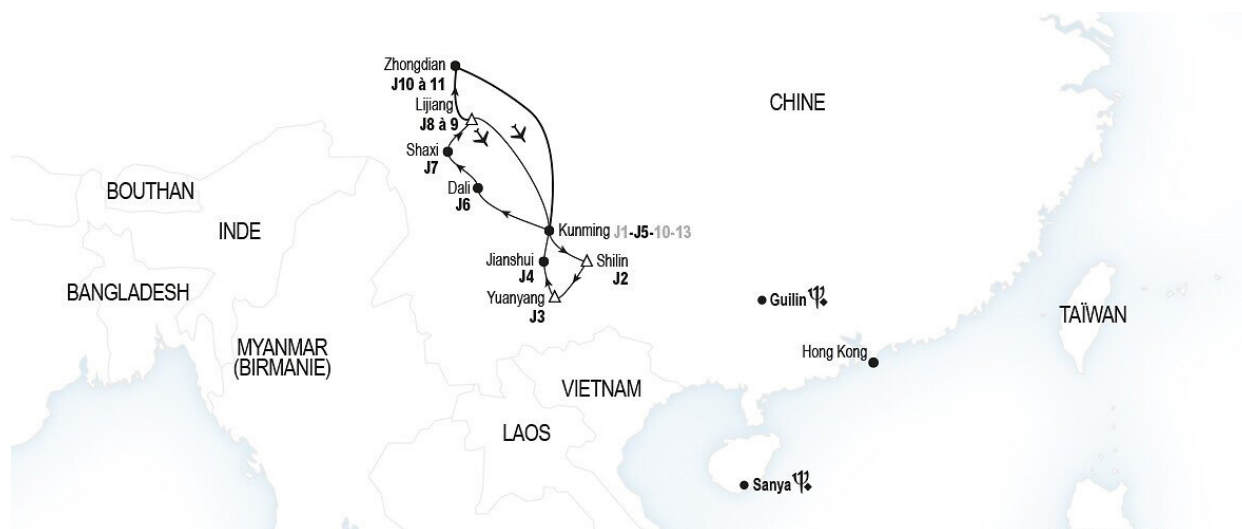 Zhongdian
J10 à 11
Lijiang
J8 à 9
Shaxi
J7
Dali
J6
Kunming J1-J5-10-13
Jianshui
J4
Shilin
J2
Yuanyang
J3
CHINE
BOUTHAN
INDE
BANGLADESH
MYANMAR
(BIRMANIE)
VIETNAM
LAOS
Guilin
Hong Kong
TAÏWAN
Sanya